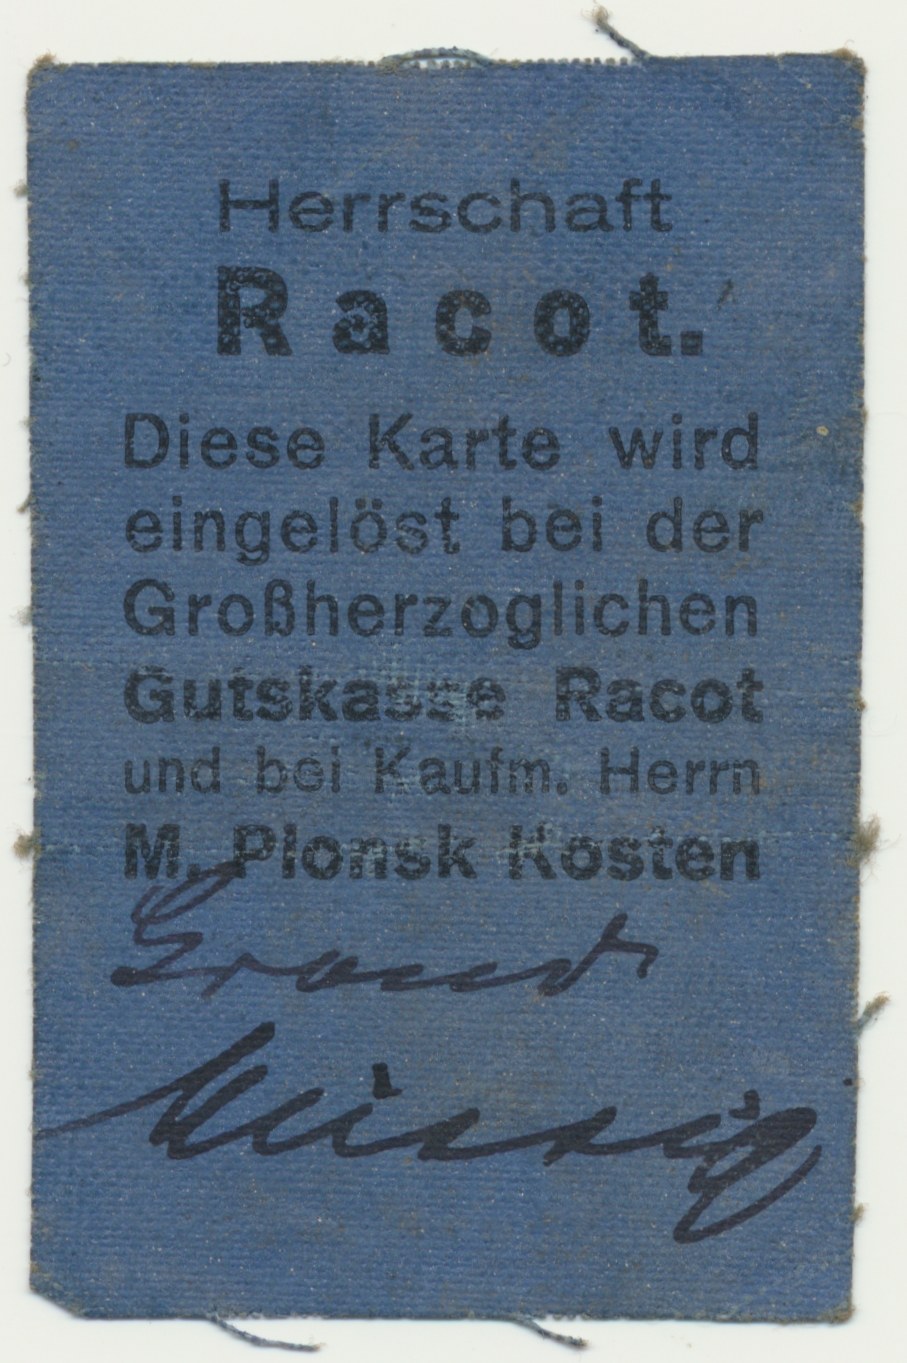 Herrschaft
Racot.
Diese Karte wird
eingelöst bei der
Großherzoglichen
Gutskasse Racot
und bei Kaufm. Herrn
M. Plonsk Kosten